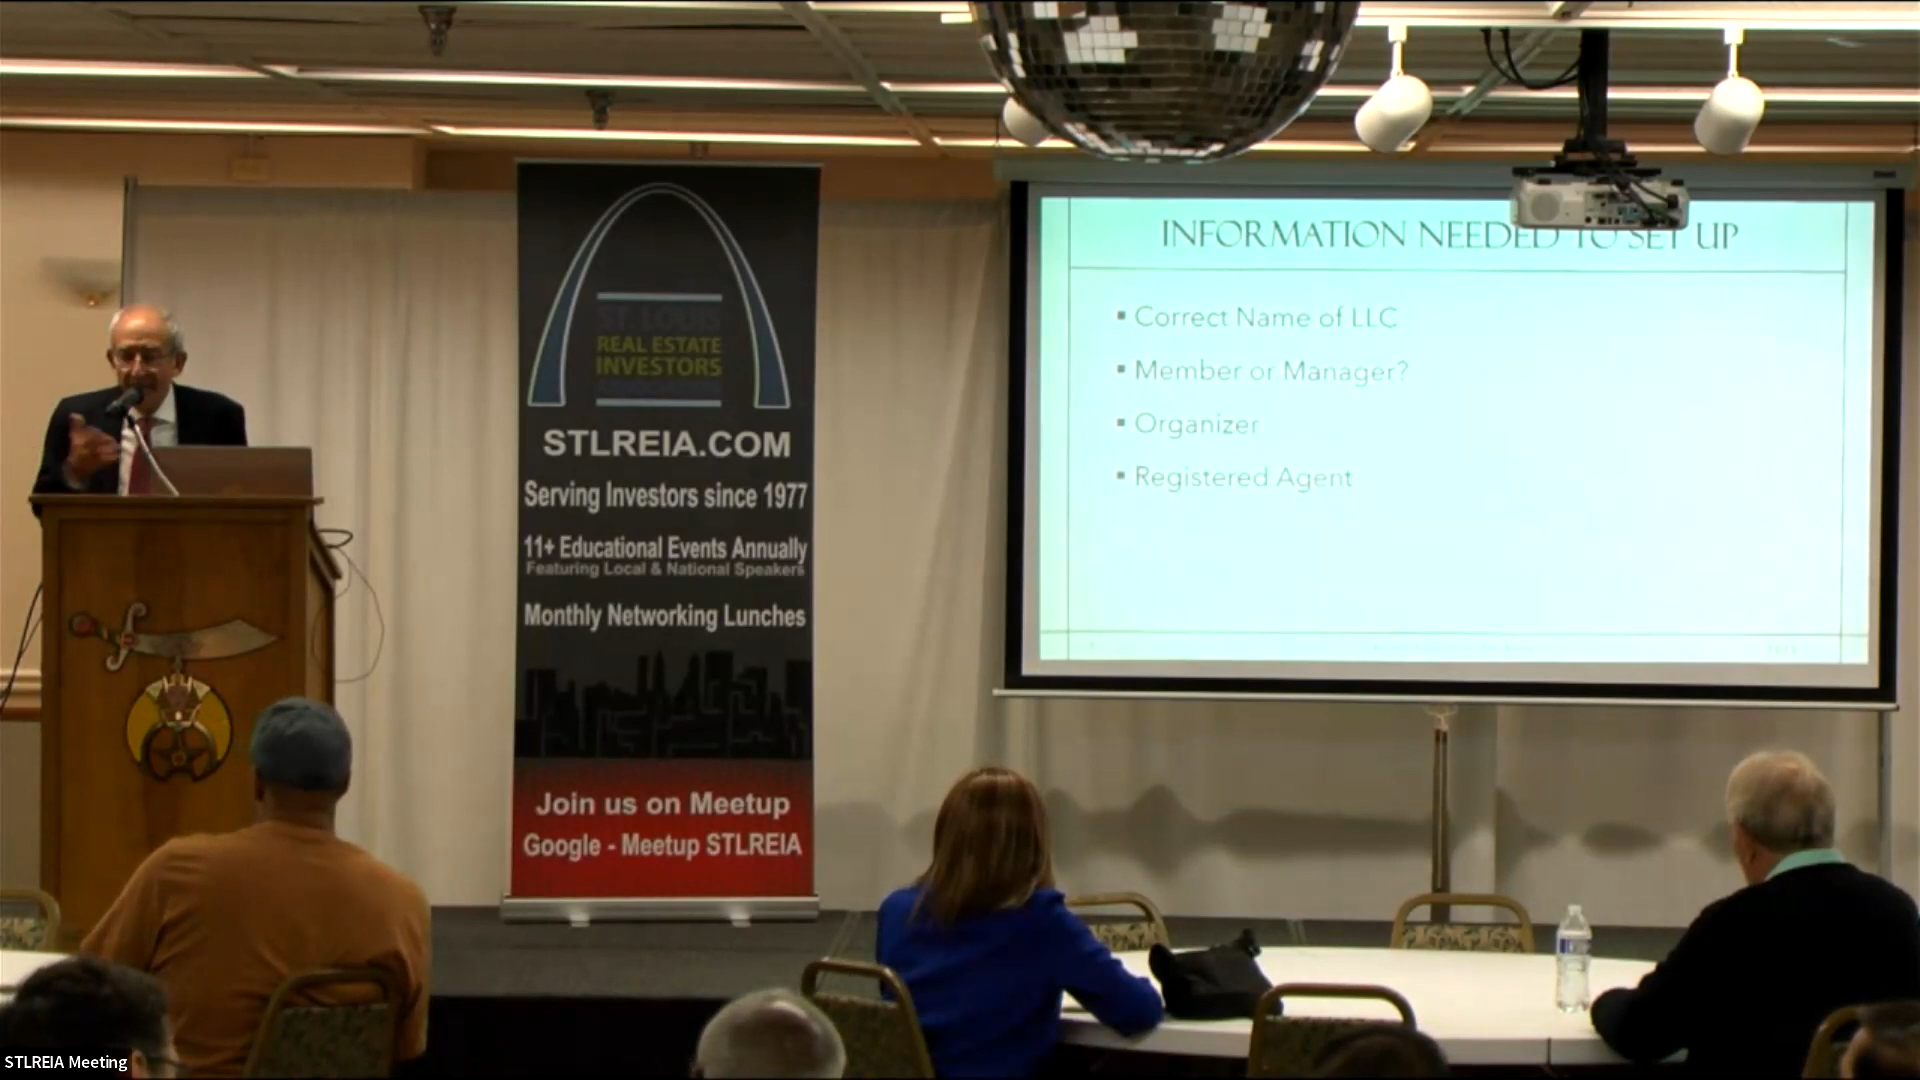 ST. LOUIS
REAL ESTATE
INVESTORS
STLREIA.COM
Serving Investors since 1977
11+ Educational Events Annually
Featuring Local & National Speakers
Monthly Networking Lunches
Join us on Meetup
Google - Meetup STLREIA
INFORMATION NEEDED TO SET UP
▪ Correct Name of LLC
▪ Member or Manager?
▪ Organizer
▪ Registered Agent
STLREIA Meeting